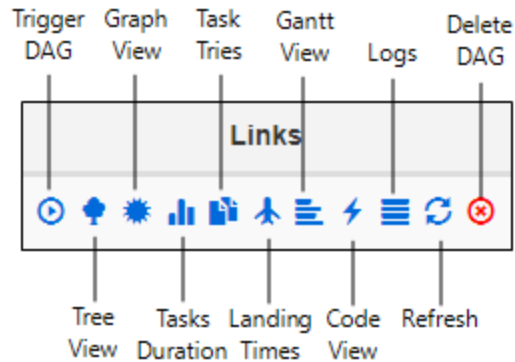 Trigger
DAG
Graph
View
Task
Tries
Gantt
View
Logs
Delete
DAG
Links
Tree
View
Tasks
Duration
Landing
Times
Code
View
Refresh